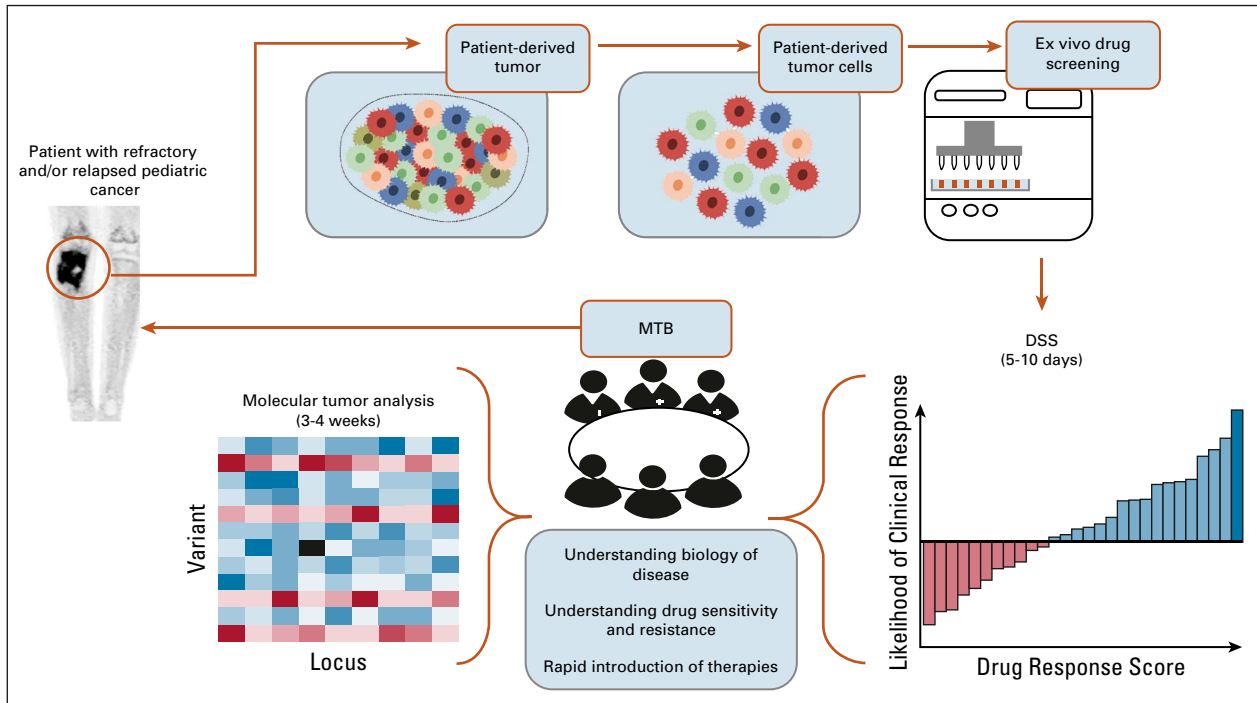 Patient with refractory
and/or relapsed pediatric
cancer
Patient-derived
tumor
Patient-derived
tumor cells
Ex vivo drug
screening
DSS
(5-10 days)
MTB
Molecular tumor analysis
(3-4 weeks)
Variant
Locus
Understanding biology of
disease
Understanding drug sensitivity
and resistance
Rapid introduction of therapies
Likelihood of Clinical Response
Drug Response Score